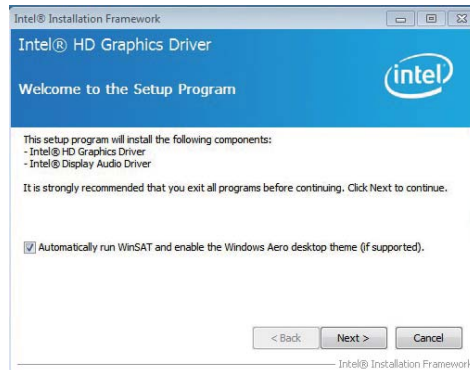 Intel® Installation Framework
Intel® HD Graphics Driver
intel
Welcome to the Setup Program
This setup program will install the following components:
- Intel® HD Graphics Driver
- Intel® Display Audio Driver
It is strongly recommended that you exit all programs before continuing. Click Next to continue.
Automatically run WinSAT and enable the Windows Aero desktop theme (if supported).
< Back Next > Cancel
Intel® Installation Framework